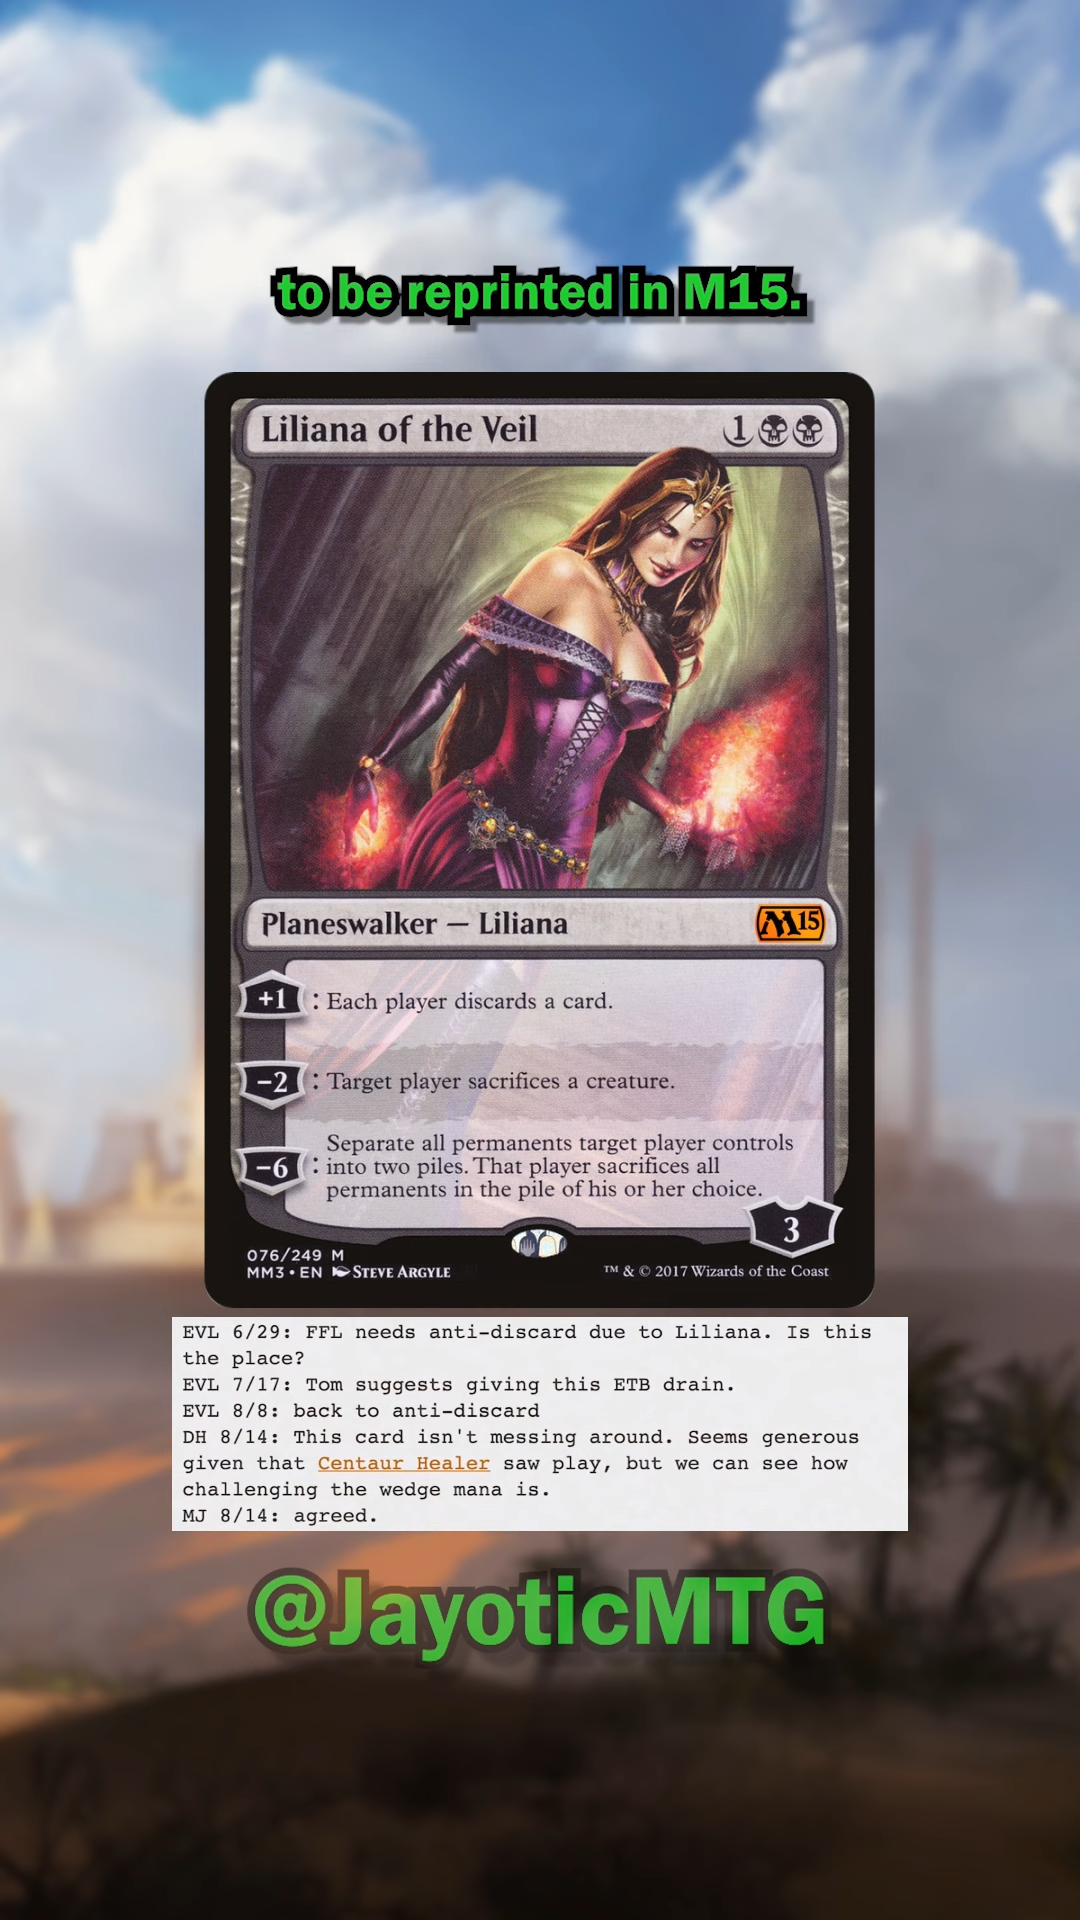 to be reprinted in M15.
Liliana of the Veil
1
Planeswalker — Liliana
M15
+1 : Each player discards a card.
−2 : Target player sacrifices a creature.
Separate all permanents target player controls
−6 : into two piles. That player sacrifices all
permanents in the pile of his or her choice.
3
076/249 M
MM3 • EN Steve Argyle
™ & © 2017 Wizards of the Coast
EVL 6/29: FFL needs anti-discard due to Liliana. Is this
the place?
EVL 7/17: Tom suggests giving this ETB drain.
EVL 8/8: back to anti-discard
DH 8/14: This card isn't messing around. Seems generous
given that Centaur Healer saw play, but we can see how
challenging the wedge mana is.
MJ 8/14: agreed.
@JayoticMTG